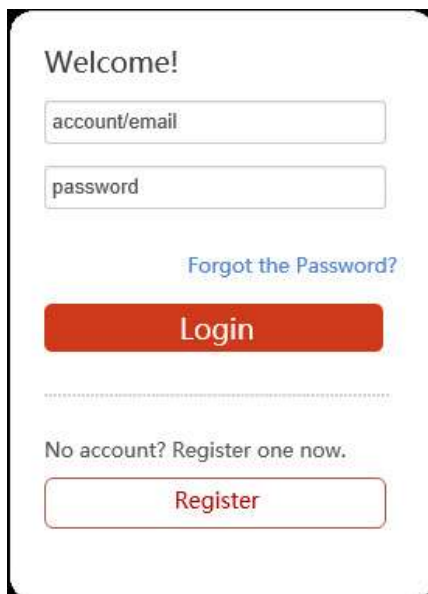 Welcome!
account/email
password
Forgot the Password?
Login
No account? Register one now.
Register